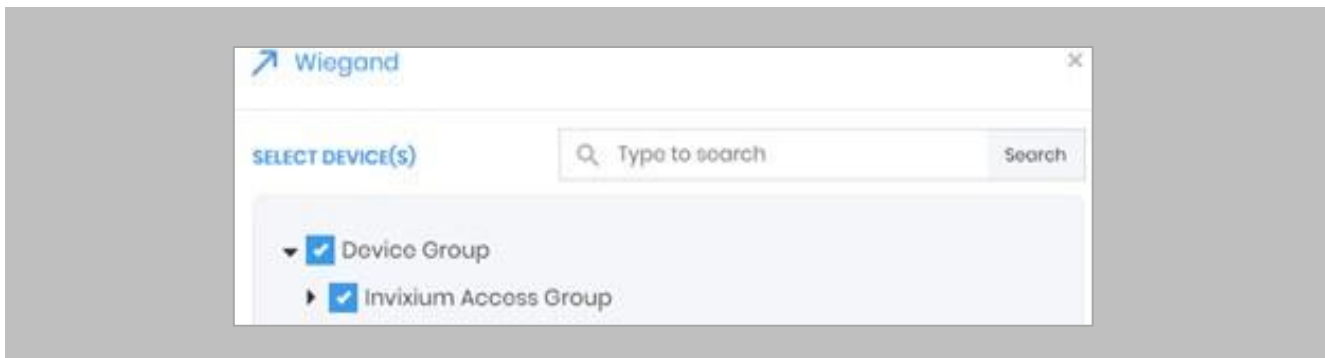 Wiegand
SELECT DEVICE(S) Type to search Search
Device Group
Invixium Access Group